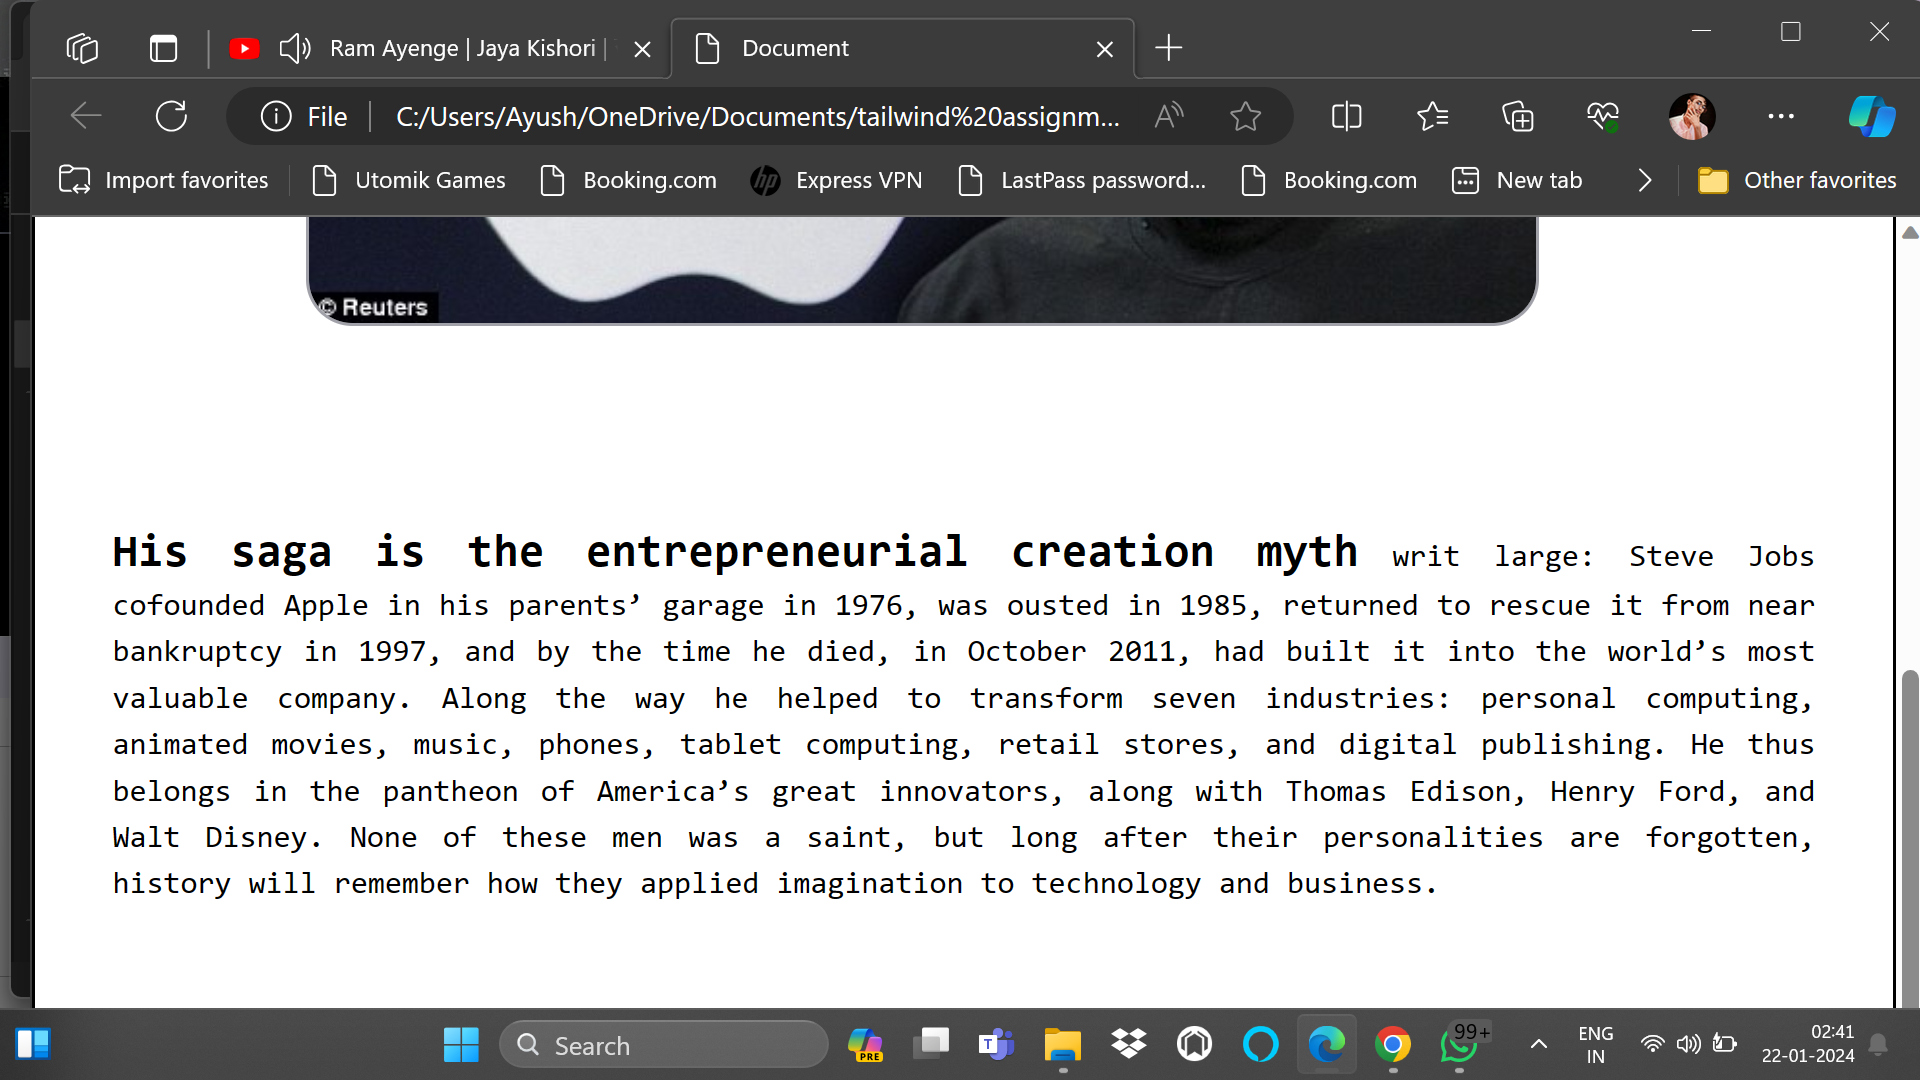 Ram Ayenge | Jaya Kishori |
Document
File
C:/Users/Ayush/OneDrive/Documents/tailwind%20assignm...
Import favorites
Utomik Games
Booking.com
Express VPN
LastPass password...
Booking.com
New tab
Other favorites
© Reuters
His saga is the entrepreneurial creation myth writ large: Steve Jobs
cofounded Apple in his parents’ garage in 1976, was ousted in 1985, returned to rescue it from near
bankruptcy in 1997, and by the time he died, in October 2011, had built it into the world’s most
valuable company. Along the way he helped to transform seven industries: personal computing,
animated movies, music, phones, tablet computing, retail stores, and digital publishing. He thus
belongs in the pantheon of America’s great innovators, along with Thomas Edison, Henry Ford, and
Walt Disney. None of these men was a saint, but long after their personalities are forgotten,
history will remember how they applied imagination to technology and business.
Search
PRE
99+
ENG
IN
02:41
22-01-2024